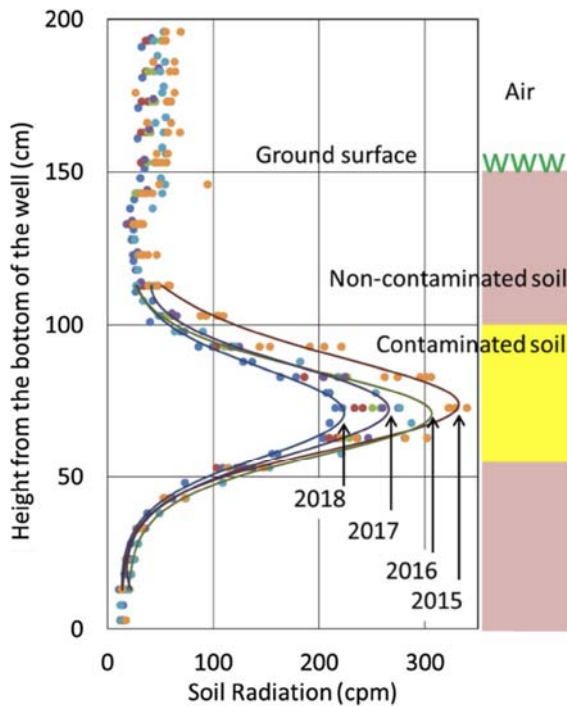 200
150
100
50
0
Height from the bottom of the well (cm)
0 100 200 300
Soil Radiation (cpm)
Air
Ground surface
WWW
Non-contaminated soil
Contaminated soil
2018
2017
2016
2015